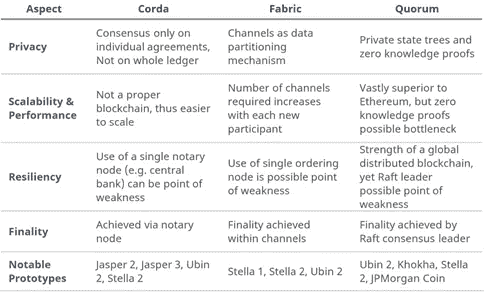 Aspect Corda Fabric Quorum
Privacy
Consensus only on
individual agreements,
Not on whole ledger
Channels as data
partitioning
mechanism
Private state trees and
zero knowledge proofs
Scalability &
Performance
Not a proper
blockchain, thus easier
to scale
Number of channels
required increases
with each new
participant
Vastly superior to
Ethereum, but zero
knowledge proofs
possible bottleneck
Resiliency
Use of a single notary
node (e.g. central
bank) can be point of
weakness
Use of single ordering
node is possible point
of weakness
Strength of a global
distributed blockchain,
yet Raft leader
possible point of
weakness
Finality
Achieved via notary
node
Finality achieved
within channels
Finality achieved by
Raft consensus leader
Notable
Prototypes
Jasper 2, Jasper 3, Ubin
2, Stella 2
Stella 1, Stella 2, Ubin 2
Ubin 2, Khokha, Stella
2, JPMorgan Coin